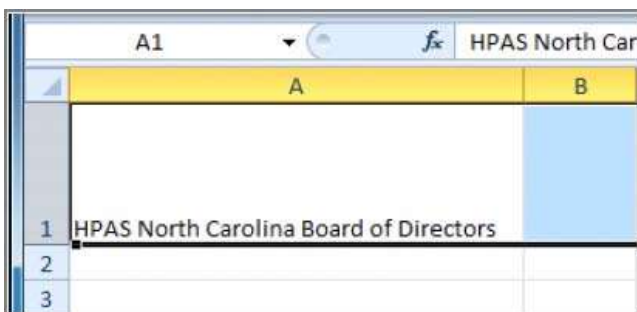 A1 fx HPAS North Car
A B
1 HPAS North Carolina Board of Directors
2
3